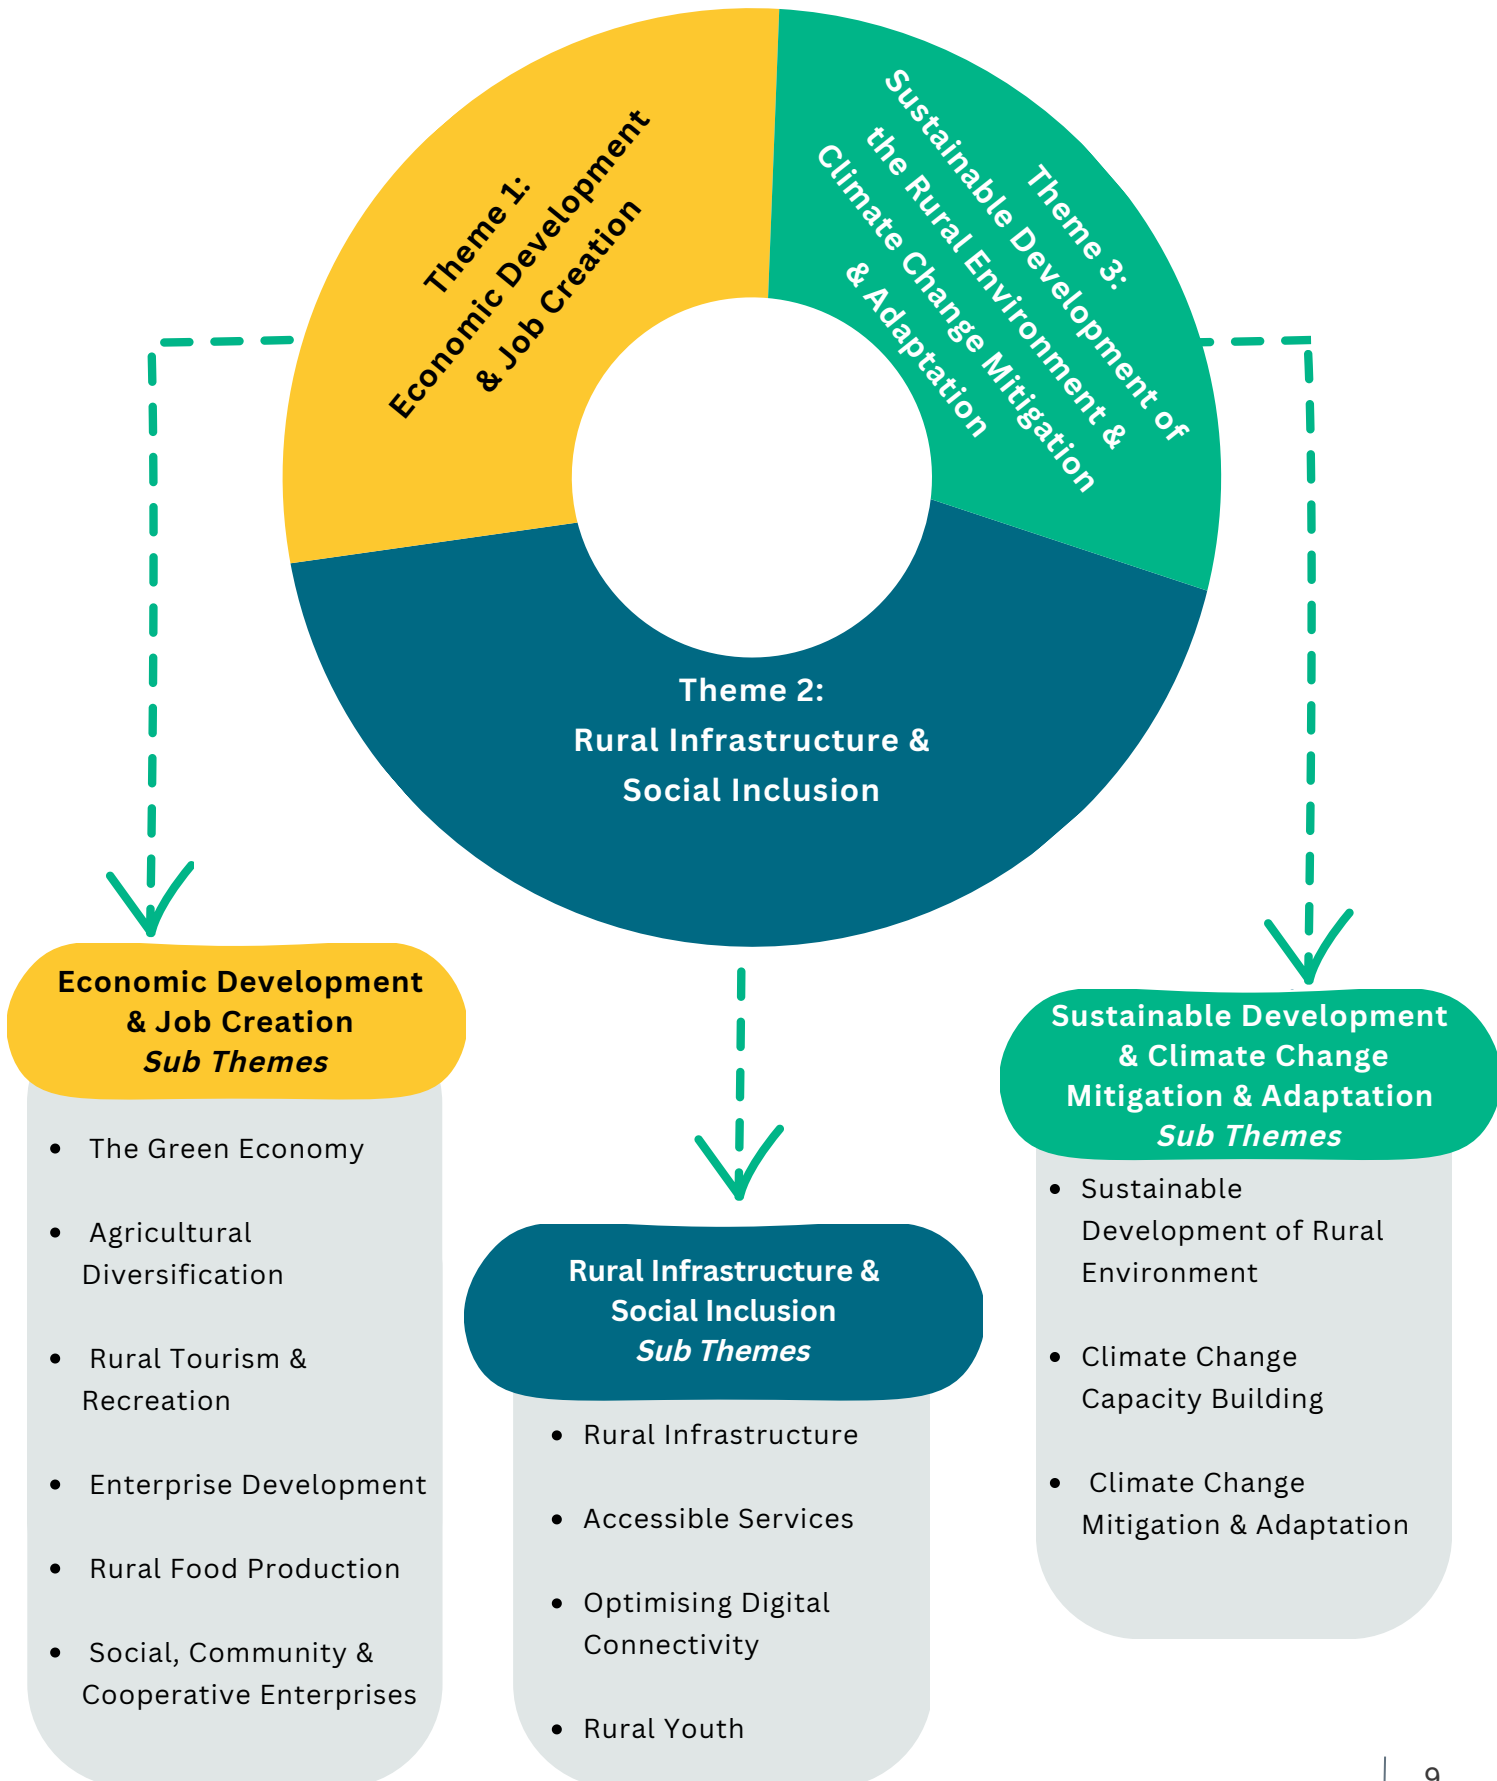 Theme 1:
Economic Development
& Job Creation
Theme 3:
Sustainable Development of
the Rural Environment &
Climate Change Mitigation
& Adaptation
Theme 2:
Rural Infrastructure &
Social Inclusion
Economic Development
& Job Creation
Sub Themes
• The Green Economy
• Agricultural
Diversification
• Rural Tourism &
Recreation
• Enterprise Development
• Rural Food Production
• Social, Community &
Cooperative Enterprises
Rural Infrastructure &
Social Inclusion
Sub Themes
• Rural Infrastructure
• Accessible Services
• Optimising Digital
Connectivity
• Rural Youth
Sustainable Development
& Climate Change
Mitigation & Adaptation
Sub Themes
• Sustainable
Development of Rural
Environment
• Climate Change
Capacity Building
• Climate Change
Mitigation & Adaptation